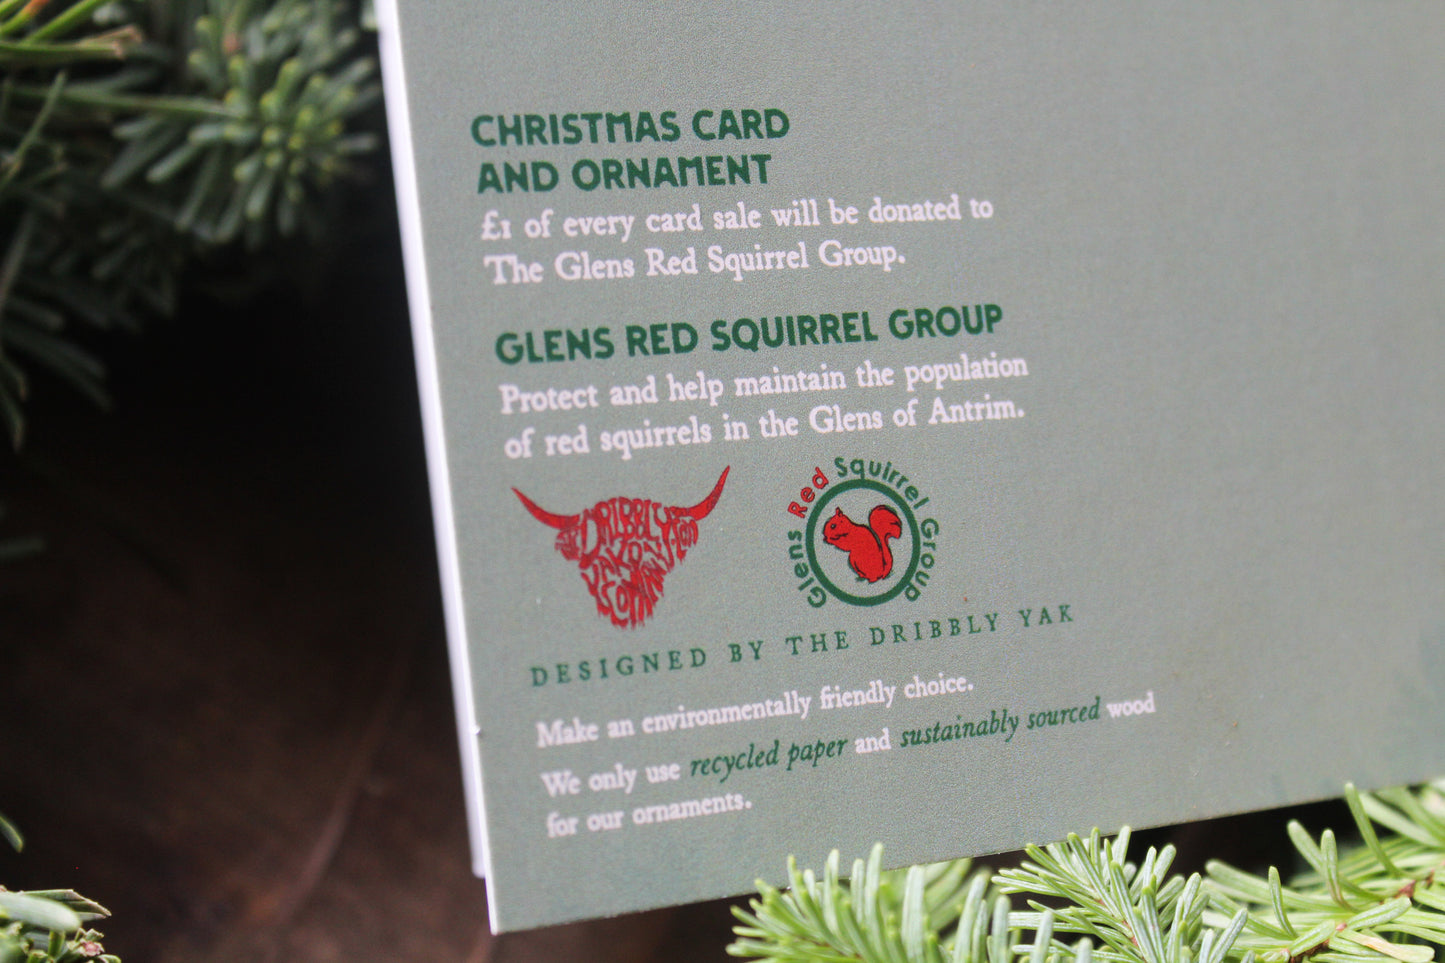 CHRISTMAS CARD
AND ORNAMENT
£1 of every card sale will be donated to
The Glens Red Squirrel Group.
GLENS RED SQUIRREL GROUP
Protect and help maintain the population
of red squirrels in the Glens of Antrim.
DRIBBLY
YAK
COMPANY
Glens Red Squirrel Group
DESIGNED BY THE DRIBBLY YAK
Make an environmentally friendly choice.
We only use recycled paper and sustainably sourced wood
for our ornaments.